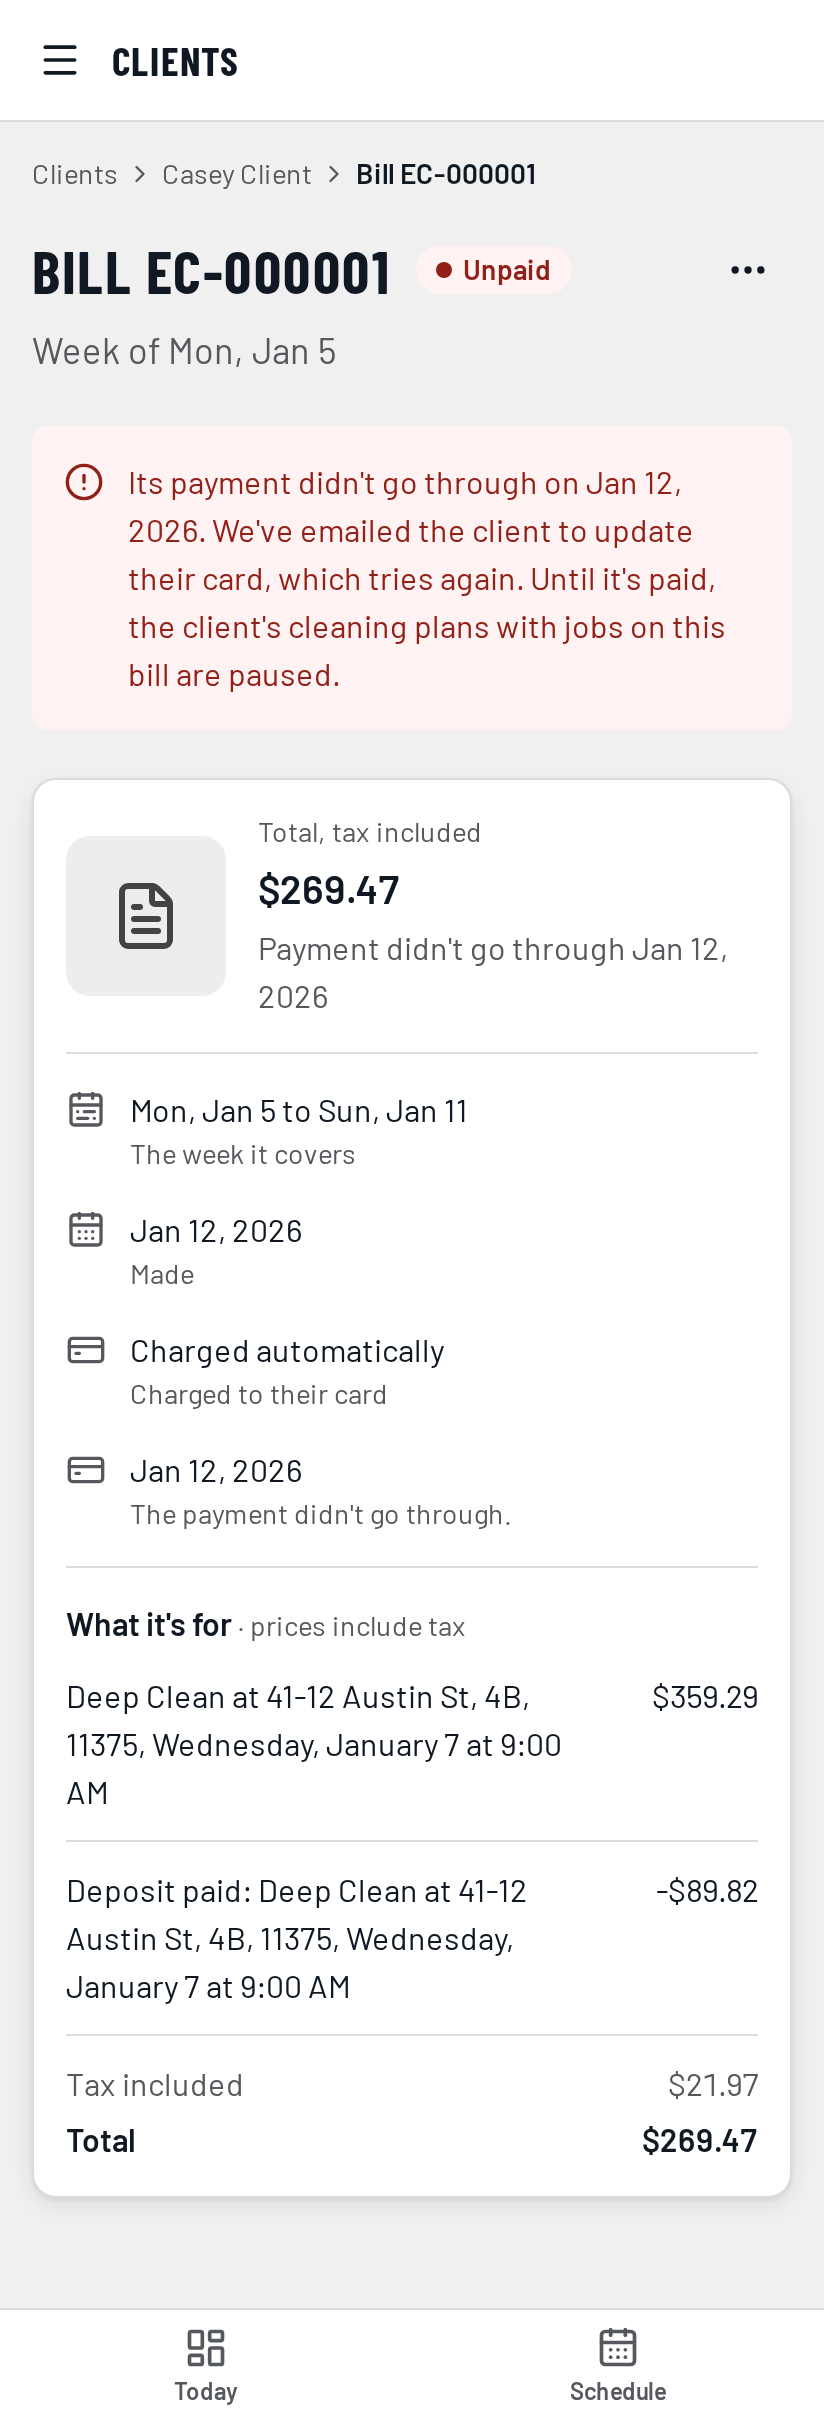 CLIENTS
Clients > Casey Client > Bill EC-000001
BILL EC-000001
Unpaid
Week of Mon, Jan 5
Its payment didn't go through on Jan 12,
2026. We've emailed the client to update
their card, which tries again. Until it's paid,
the client's cleaning plans with jobs on this
bill are paused.
Total, tax included
$269.47
Payment didn't go through Jan 12,
2026
Mon, Jan 5 to Sun, Jan 11
The week it covers
Jan 12, 2026
Made
Charged automatically
Charged to their card
Jan 12, 2026
The payment didn't go through.
What it's for · prices include tax
Deep Clean at 41-12 Austin St, 4B, $359.29
11375, Wednesday, January 7 at 9:00
AM
Deposit paid: Deep Clean at 41-12 -$89.82
Austin St, 4B, 11375, Wednesday,
January 7 at 9:00 AM
Tax included $21.97
Total $269.47
Today
Schedule